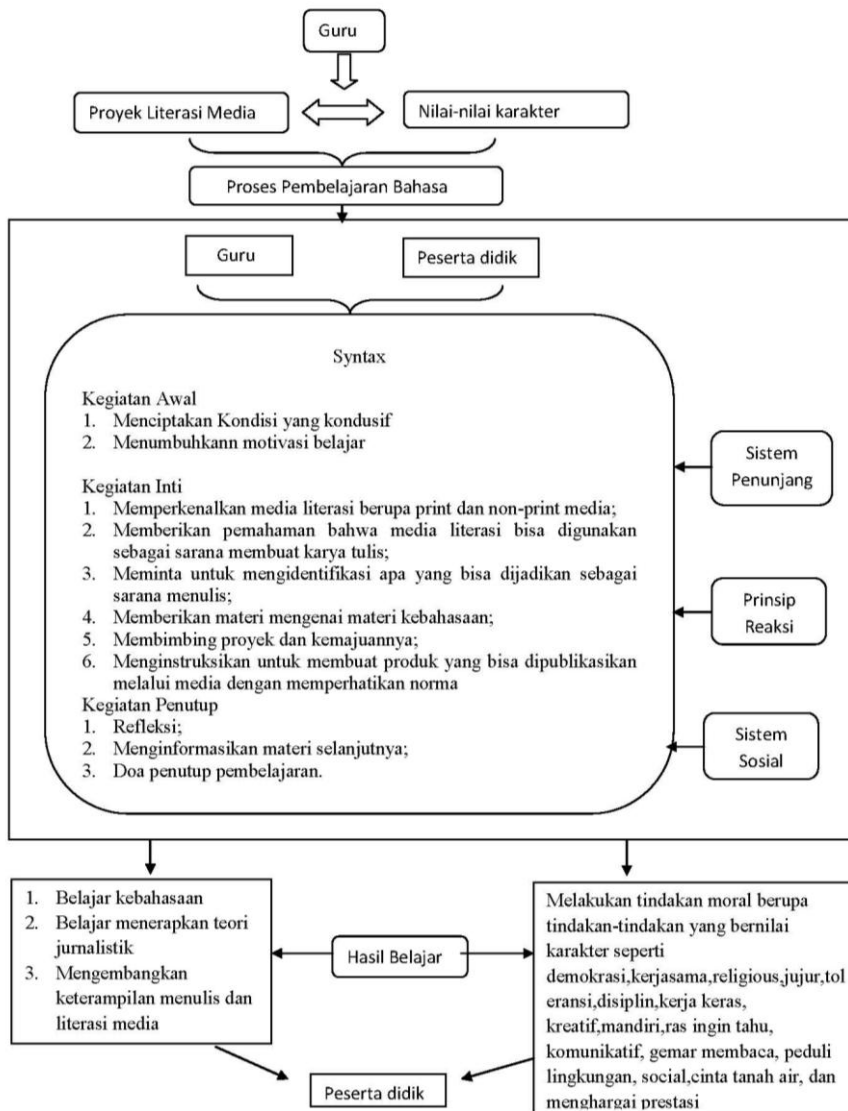 Guru
Proyek Literasi Media
Nilai-nilai karakter
Proses Pembelajaran Bahasa
Guru
Peserta didik
Syntax
Kegiatan Awal
1. Menciptakan Kondisi yang kondusif
2. Menumbuhkann motivasi belajar
Kegiatan Inti
1. Memperkenalkan media literasi berupa print dan non-print media;
2. Memberikan pemahaman bahwa media literasi bisa digunakan
sebagai sarana membuat karya tulis;
3. Meminta untuk mengidentifikasi apa yang bisa dijadikan sebagai
sarana menulis;
4. Memberikan materi mengenai materi kebahasaan;
5. Membimbing proyek dan kemajuannya;
6. Menginstruksikan untuk membuat produk yang bisa dipublikasikan
melalui media dengan memperhatikan norma
Kegiatan Penutup
1. Refleksi;
2. Menginformasikan materi selanjutnya;
3. Doa penutup pembelajaran.
Sistem
Penunjang
Prinsip
Reaksi
Sistem
Sosial
1. Belajar kebahasaan
2. Belajar menerapkan teori
jurnalistik
3. Mengembangkan
keterampilan menulis dan
literasi media
Hasil Belajar
Melakukan tindakan moral berupa
tindakan-tindakan yang bernilai
karakter seperti
demokrasi,kerjasama,religious,jujur,tol
eransi,disiplin,kerja keras,
kreatif,mandiri,ras ingin tahu,
komunikatif, gemar membaca, peduli
lingkungan, social,cinta tanah air, dan
menghargai prestasi
Peserta didik